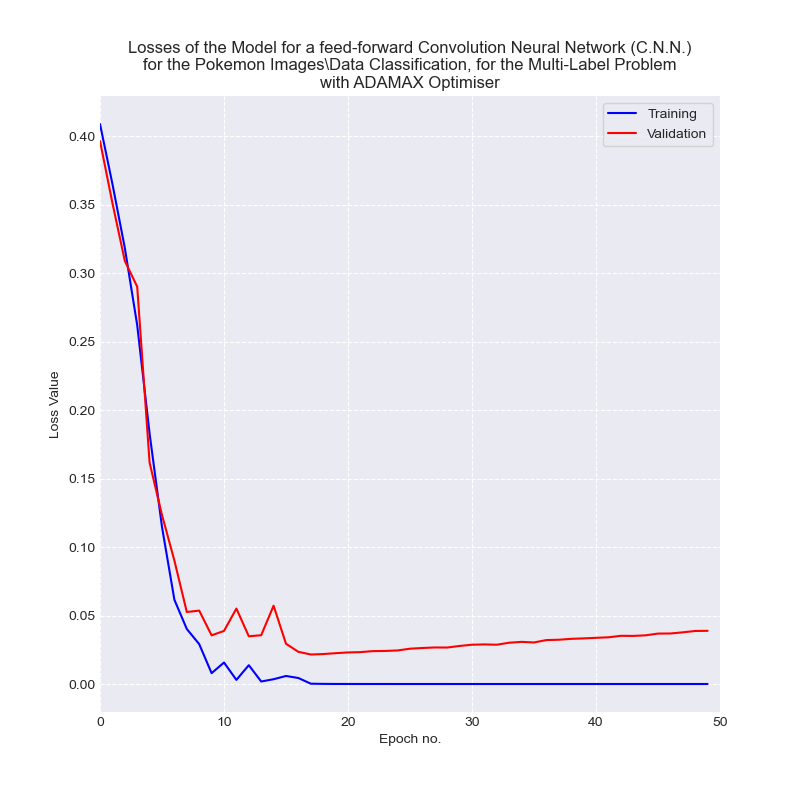 Losses of the Model for a feed-forward Convolution Neural Network (C.N.N.)
for the Pokemon Images\Data Classification, for the Multi-Label Problem
with ADAMAX Optimiser
Training
Validation
0.40
0.35
0.30
0.25
0.20
0.15
0.10
0.05
0.00
Loss Value
0 10 20 30 40 50
Epoch no.